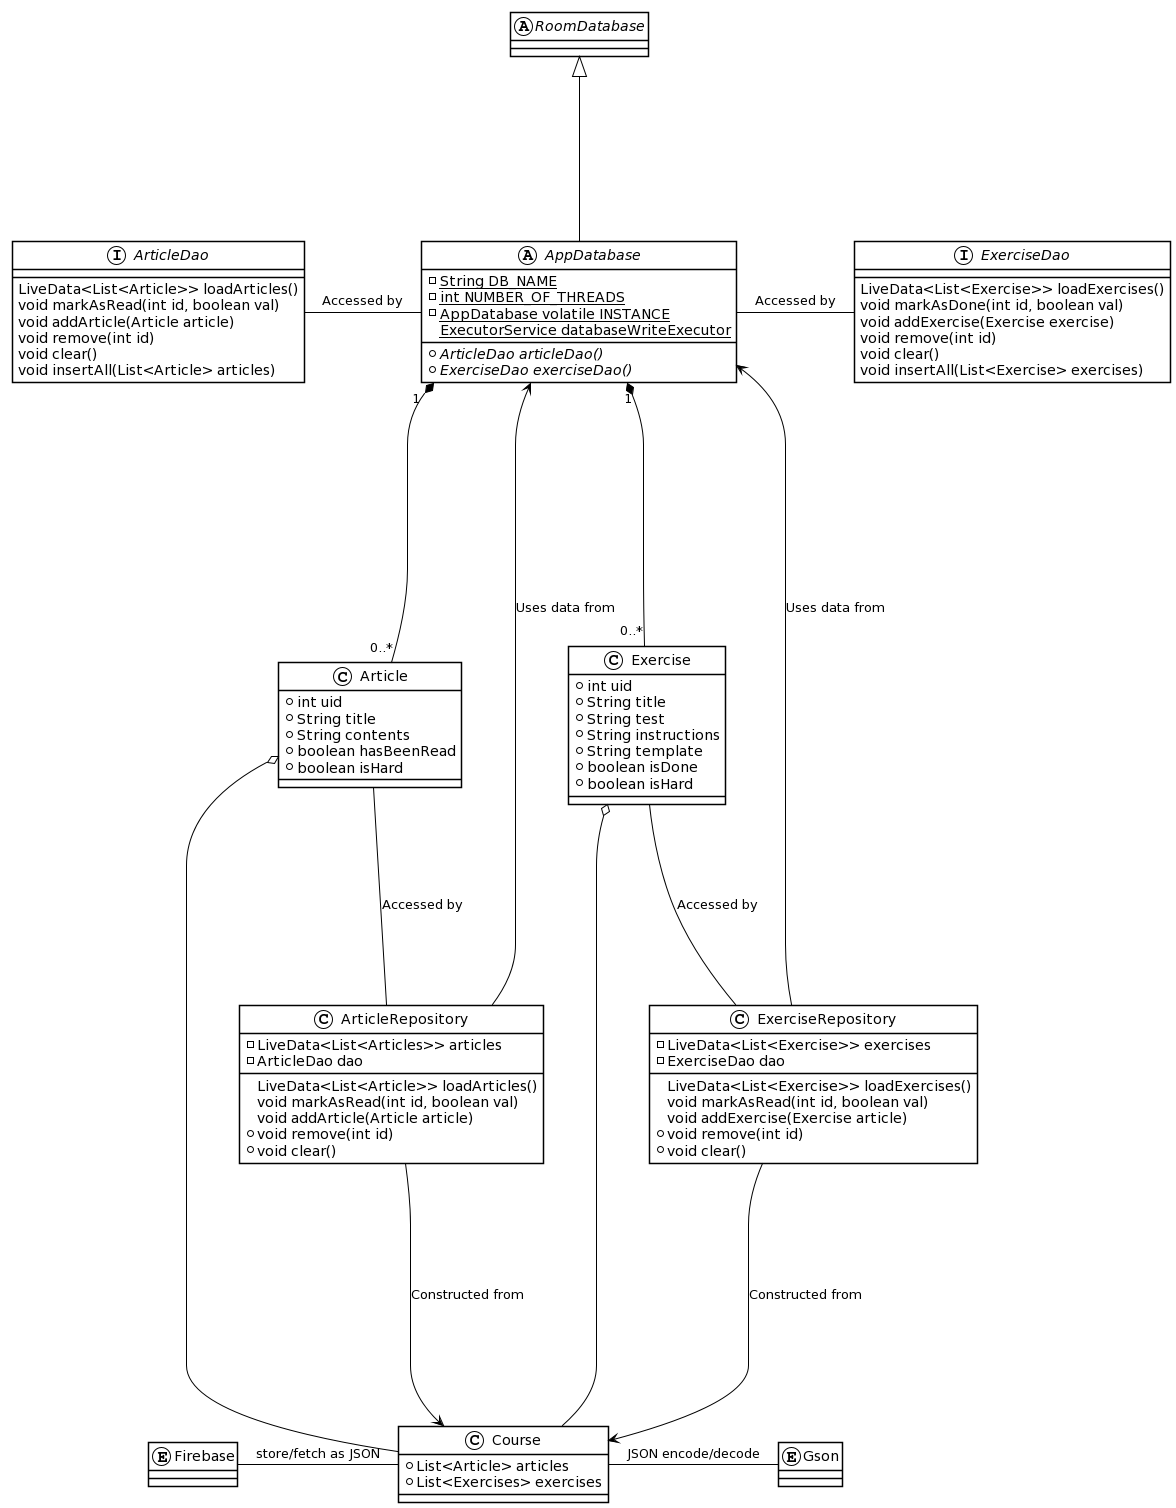 A RoomDatabase
I ArticleDao
LiveData<List<Article>> loadArticles()
void markAsRead(int id, boolean val)
void addArticle(Article article)
void remove(int id)
void clear()
void insertAll(List<Article> articles)
Accessed by
A AppDatabase
String DB_NAME
int NUMBER_OF_THREADS
AppDatabase volatile INSTANCE
ExecutorService databaseWriteExecutor
ArticleDao articleDao()
ExerciseDao exerciseDao()
Accessed by
I ExerciseDao
LiveData<List<Exercise>> loadExercises()
void markAsDone(int id, boolean val)
void addExercise(Exercise exercise)
void remove(int id)
void clear()
void insertAll(List<Exercise> exercises)
1
1
Uses data from
Uses data from
0..*
0..*
C Article
int uid
String title
String contents
boolean hasBeenRead
boolean isHard
C Exercise
int uid
String title
String test
String instructions
String template
boolean isDone
boolean isHard
Accessed by
Accessed by
C ArticleRepository
LiveData<List<Articles>> articles
ArticleDao dao
LiveData<List<Article>> loadArticles()
void markAsRead(int id, boolean val)
void addArticle(Article article)
void remove(int id)
void clear()
C ExerciseRepository
LiveData<List<Exercise>> exercises
ExerciseDao dao
LiveData<List<Exercise>> loadExercises()
void markAsRead(int id, boolean val)
void addExercise(Exercise article)
void remove(int id)
void clear()
Constructed from
Constructed from
E Firebase
store/fetch as JSON
C Course
List<Article> articles
List<Exercises> exercises
JSON encode/decode
E Gson